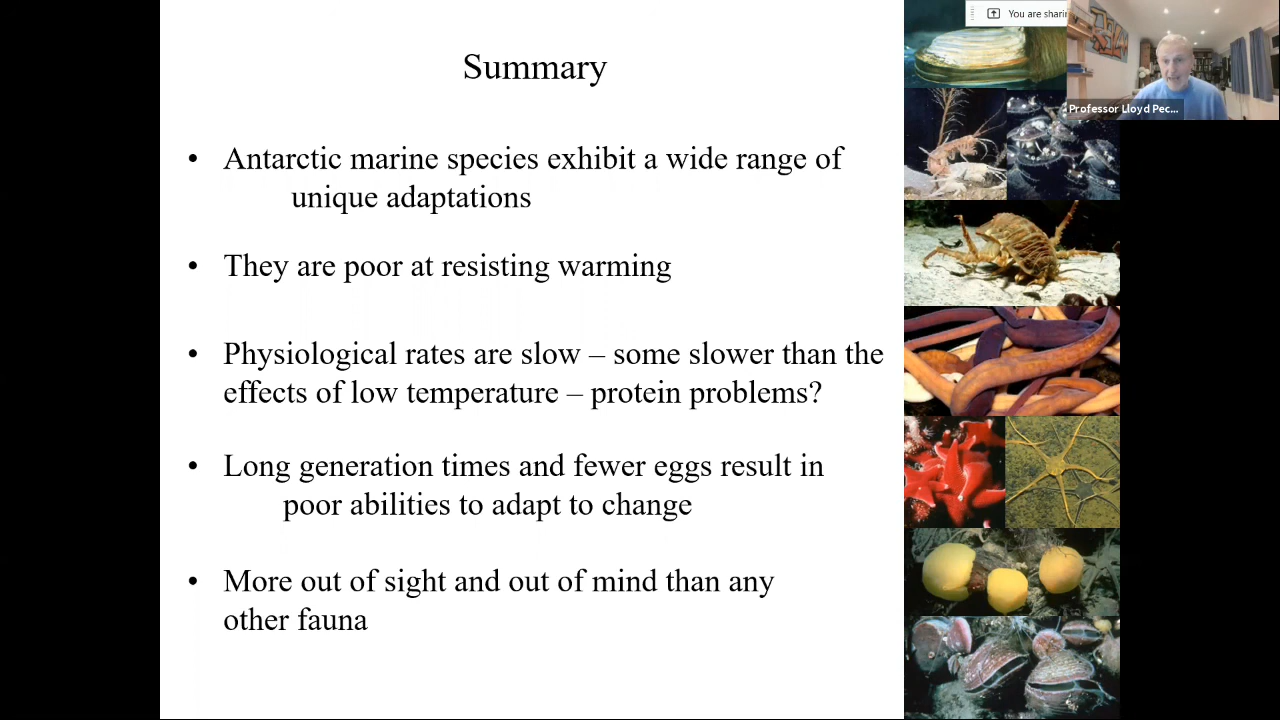 You are sharin
Professor Lloyd Pec...
Summary
• Antarctic marine species exhibit a wide range of
unique adaptations
• They are poor at resisting warming
• Physiological rates are slow – some slower than the
effects of low temperature – protein problems?
• Long generation times and fewer eggs result in
poor abilities to adapt to change
• More out of sight and out of mind than any
other fauna